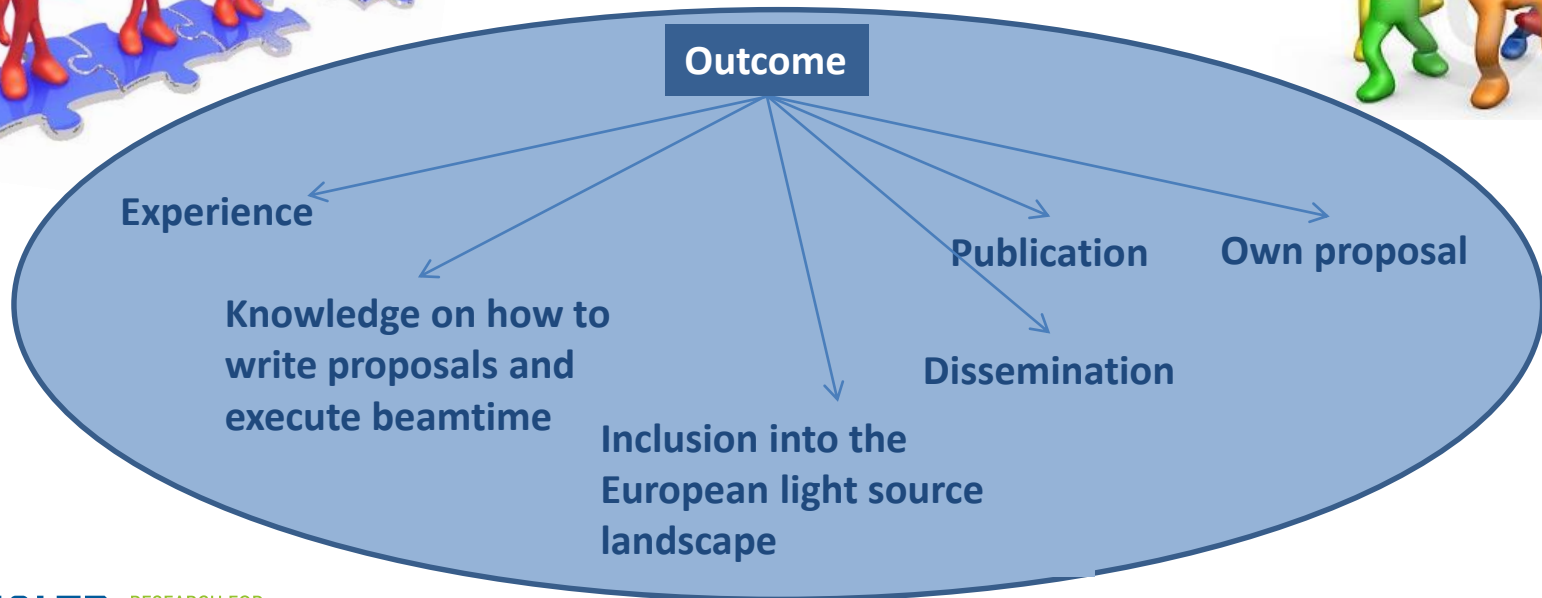 Outcome
Experience
Publication
Own proposal
Knowledge on how to
write proposals and
execute beamtime
Dissemination
Inclusion into the
European light source
landscape